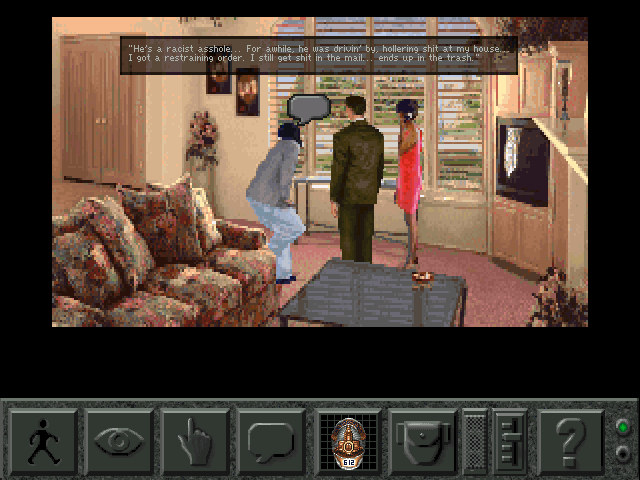 "He's a racist asshole... For awhile, he was drivin' by, hollering shit at my house...
I got a restraining order. I still get shit in the mail... ends up in the trash."
612